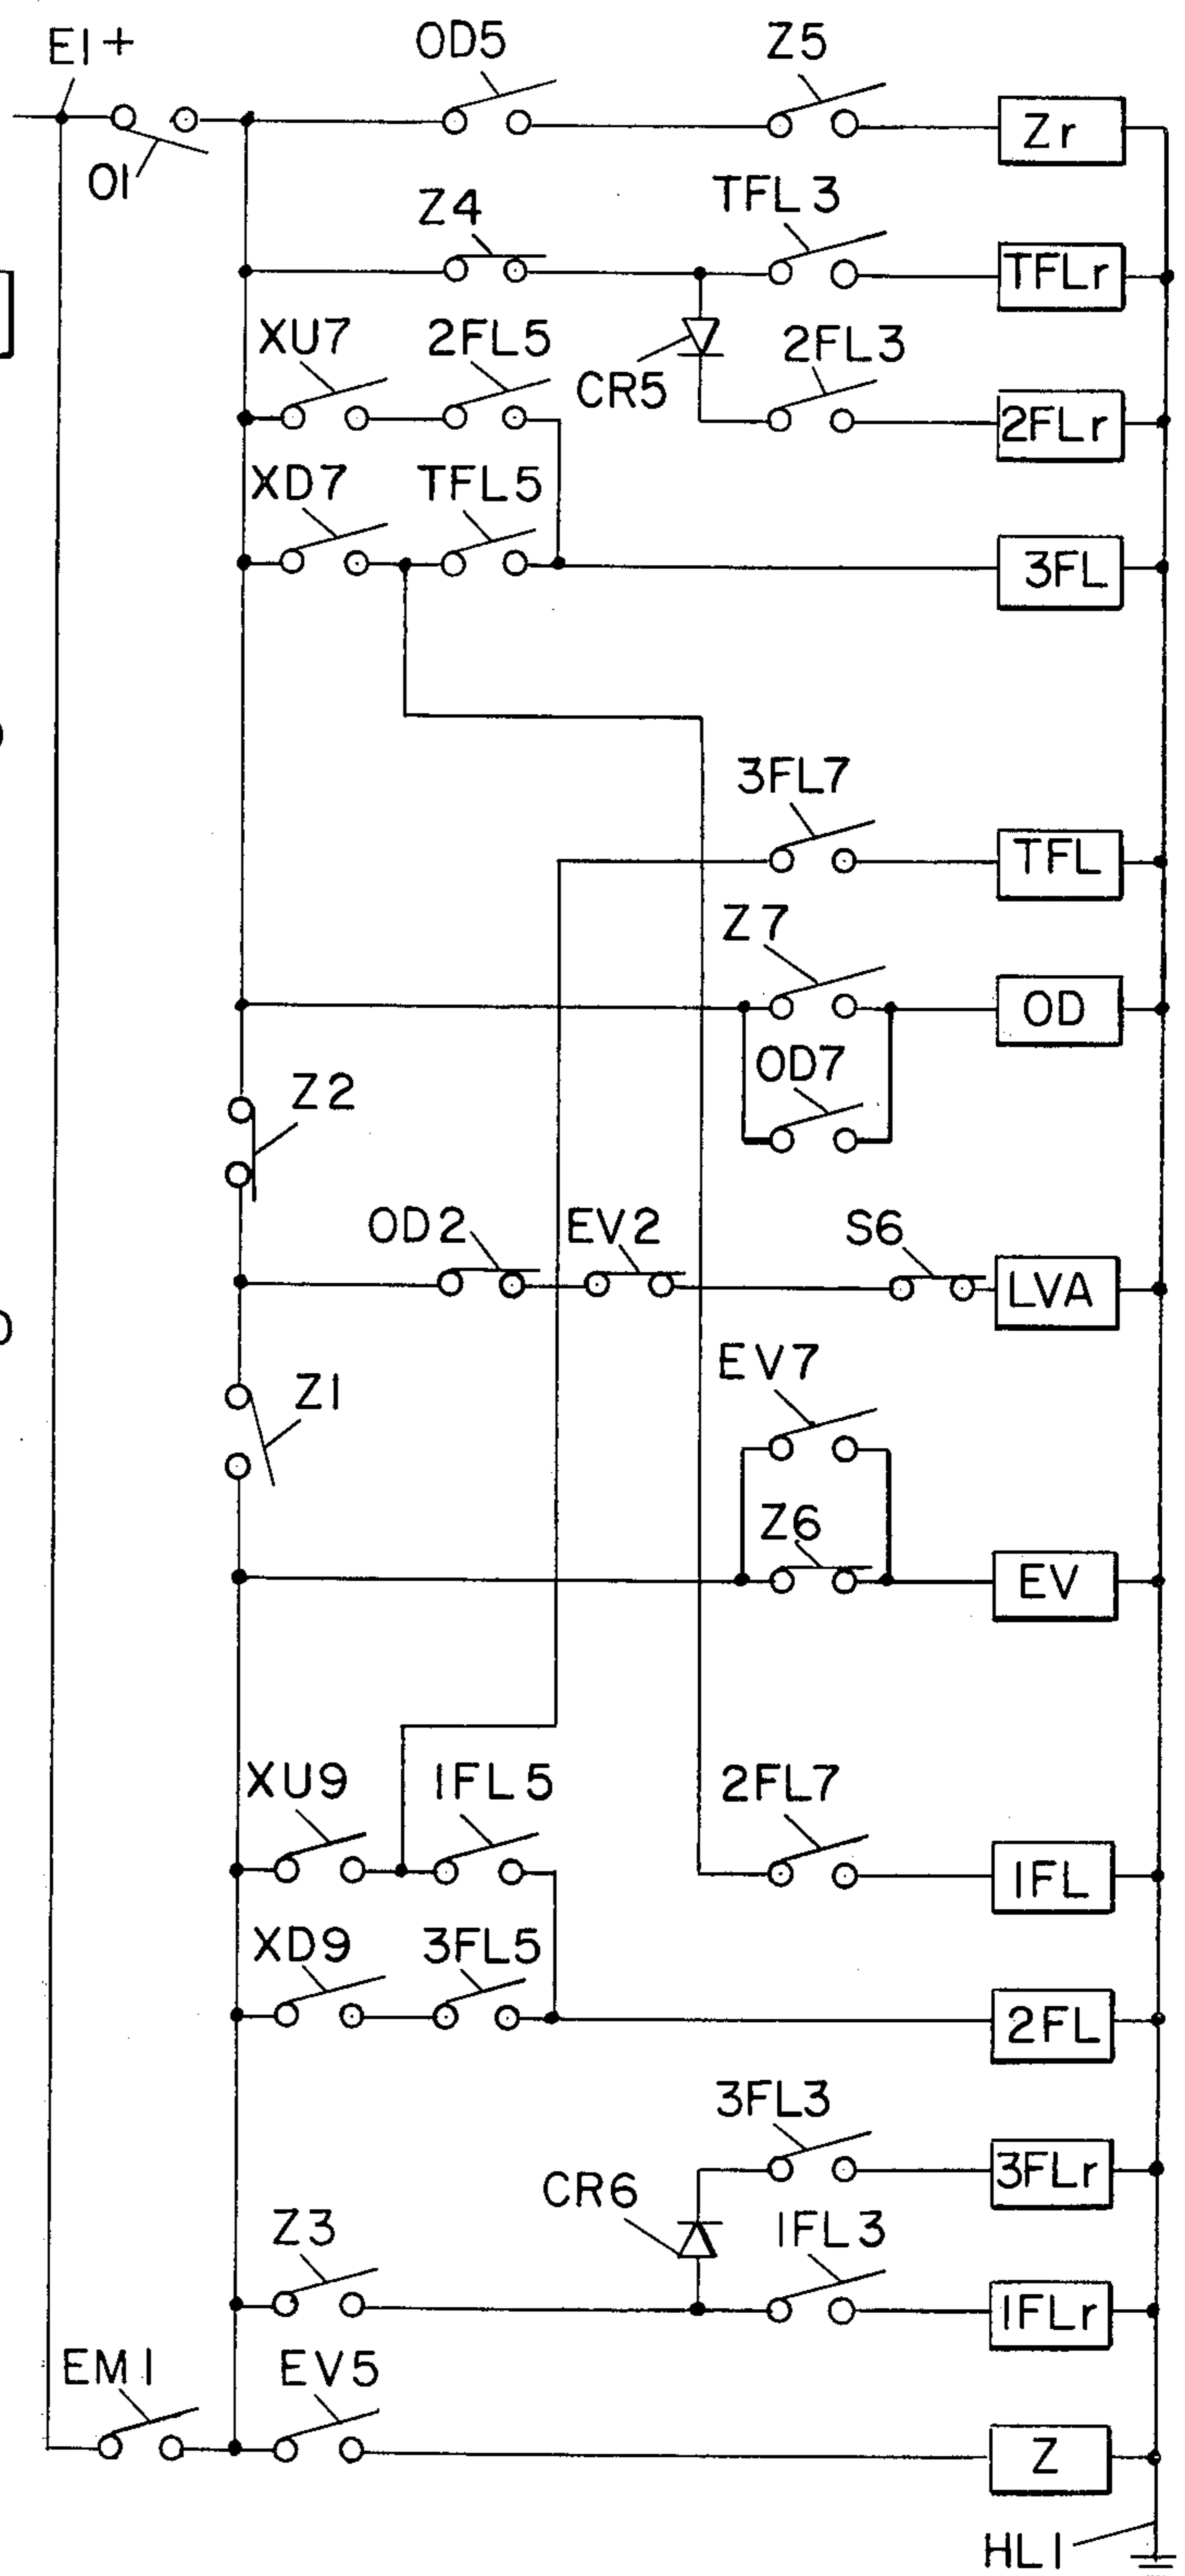 E1+
OD5
Z5
O1
Zr
Z4
TFL3
TFLr
XU7
2FL5
CR5
2FL3
2FLr
XD7
TFL5
3FL
3FL7
TFL
Z7
OD
OD7
Z2
OD2
EV2
S6
LVA
EV7
Z1
Z6
EV
XU9
1FL5
2FL7
1FL
XD9
3FL5
2FL
3FL3
CR6
3FLr
Z3
1FL3
1FLr
EM1
EV5
Z
HL1